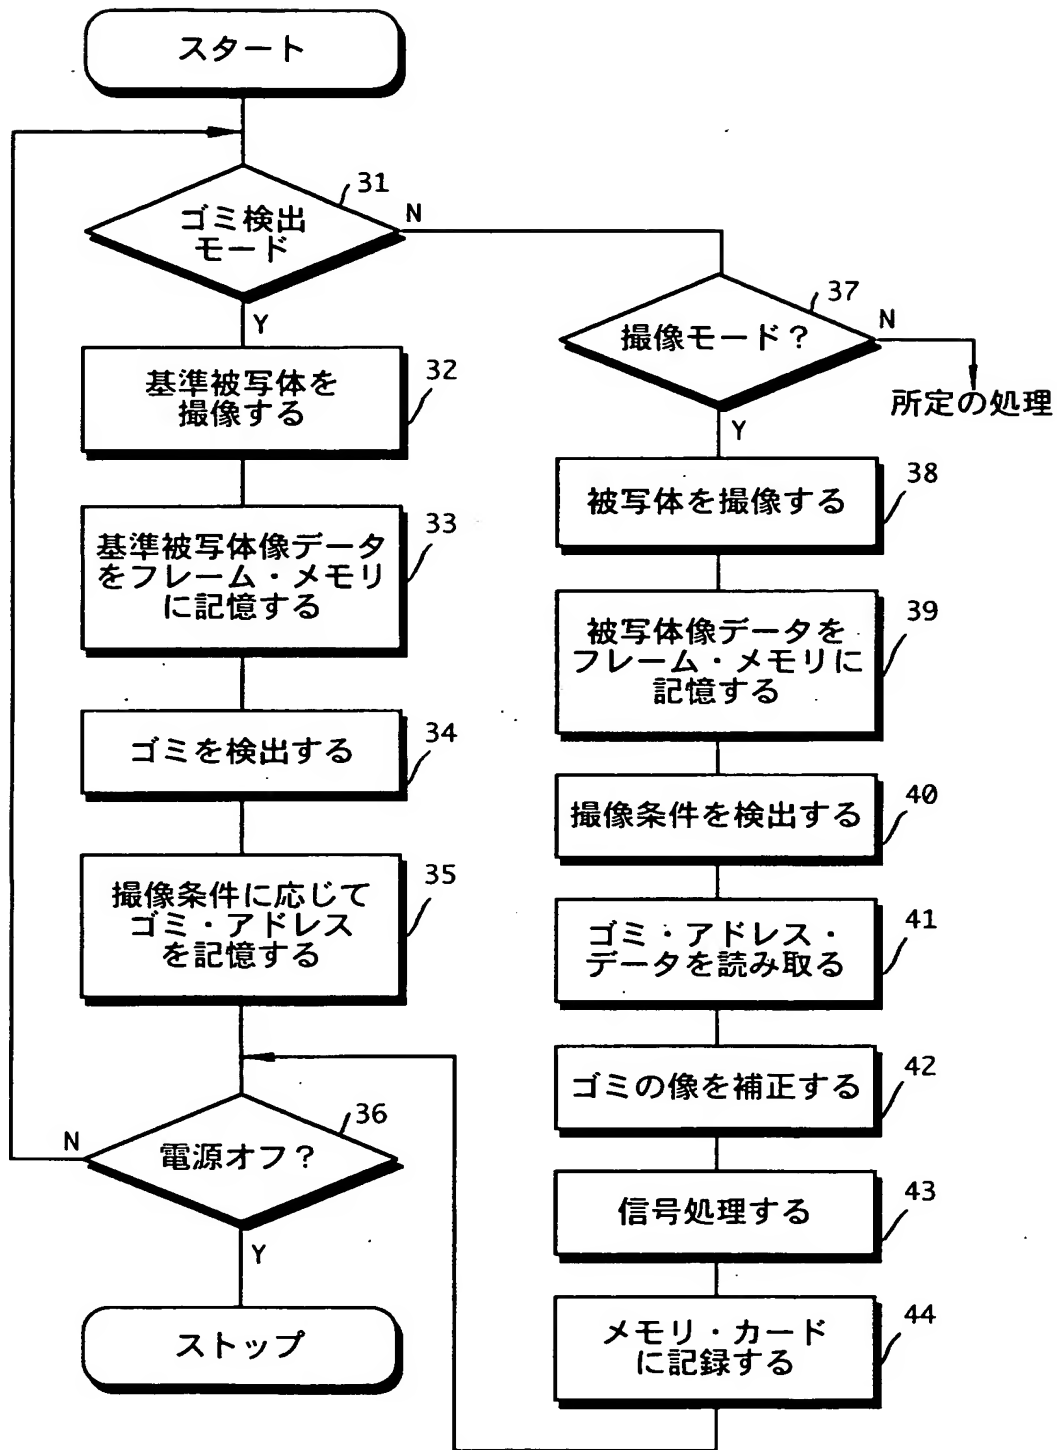 スタート
31
ゴミ検出
モード
N
Y
基準被写体を
撮像する
32
基準被写体像データ
をフレーム・メモリ
に記憶する
33
ゴミを検出する
34
撮像条件に応じて
ゴミ・アドレス
を記憶する
35
36
電源オフ?
N
Y
ストップ
37
撮像モード?
N
所定の処理
Y
被写体を撮像する
38
被写体像データを
フレーム・メモリに
記憶する
39
撮像条件を検出する
40
ゴミ・アドレス・
データを読み取る
41
ゴミの像を補正する
42
信号処理する
43
メモリ・カード
に記録する
44